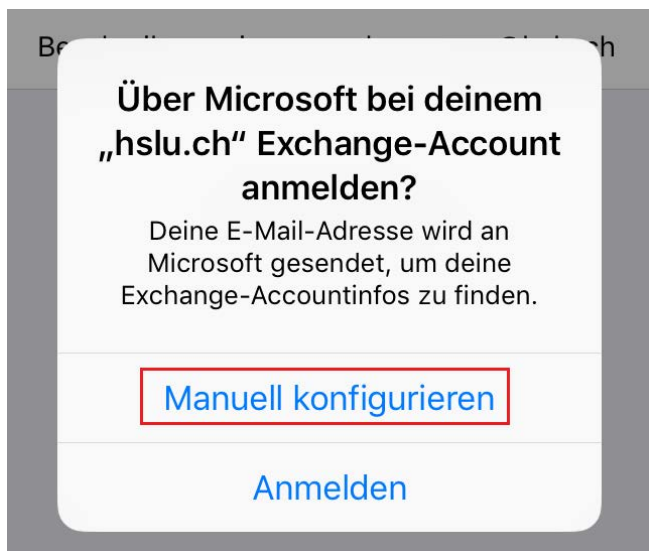 Über Microsoft bei deinem
„hslu.ch“ Exchange-Account
anmelden?
Deine E-Mail-Adresse wird an
Microsoft gesendet, um deine
Exchange-Accountinfos zu finden.
Manuell konfigurieren
Anmelden